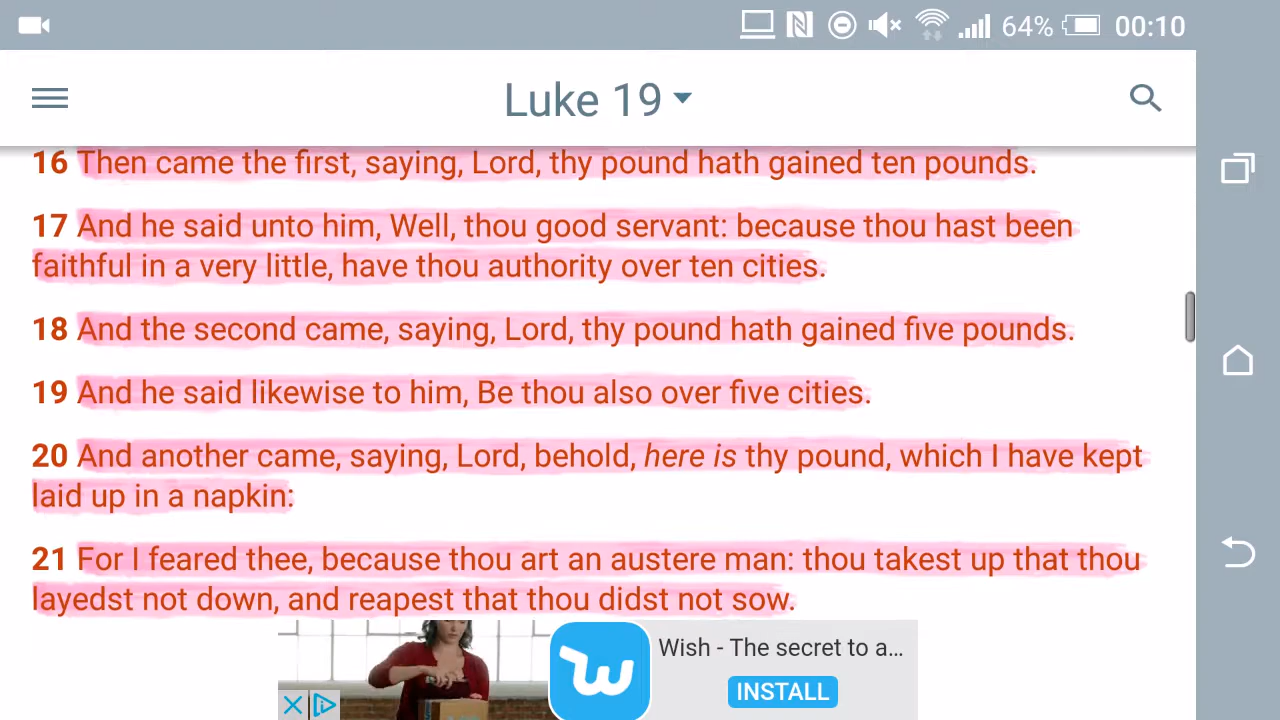 64% 00:10
Luke 19
16 Then came the first, saying, Lord, thy pound hath gained ten pounds.
17 And he said unto him, Well, thou good servant: because thou hast been
faithful in a very little, have thou authority over ten cities.
18 And the second came, saying, Lord, thy pound hath gained five pounds.
19 And he said likewise to him, Be thou also over five cities.
20 And another came, saying, Lord, behold, here is thy pound, which I have kept
laid up in a napkin:
21 For I feared thee, because thou art an austere man: thou takest up that thou
layedst not down, and reapest that thou didst not sow.
Wish - The secret to a...
INSTALL